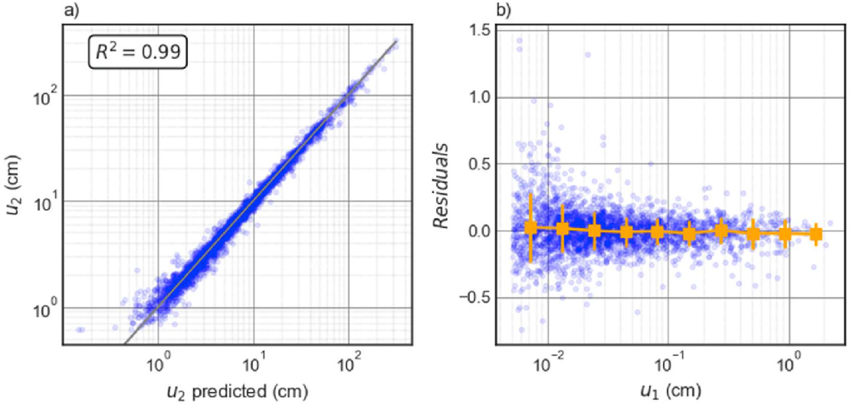 a)
R² = 0.99
10²
10¹
10⁰
u₂ (cm)
10⁰ 10¹ 10²
u₂ predicted (cm)
b)
1.5
1.0
0.5
0.0
−0.5
Residuals
10⁻² 10⁻¹ 10⁰
u₁ (cm)